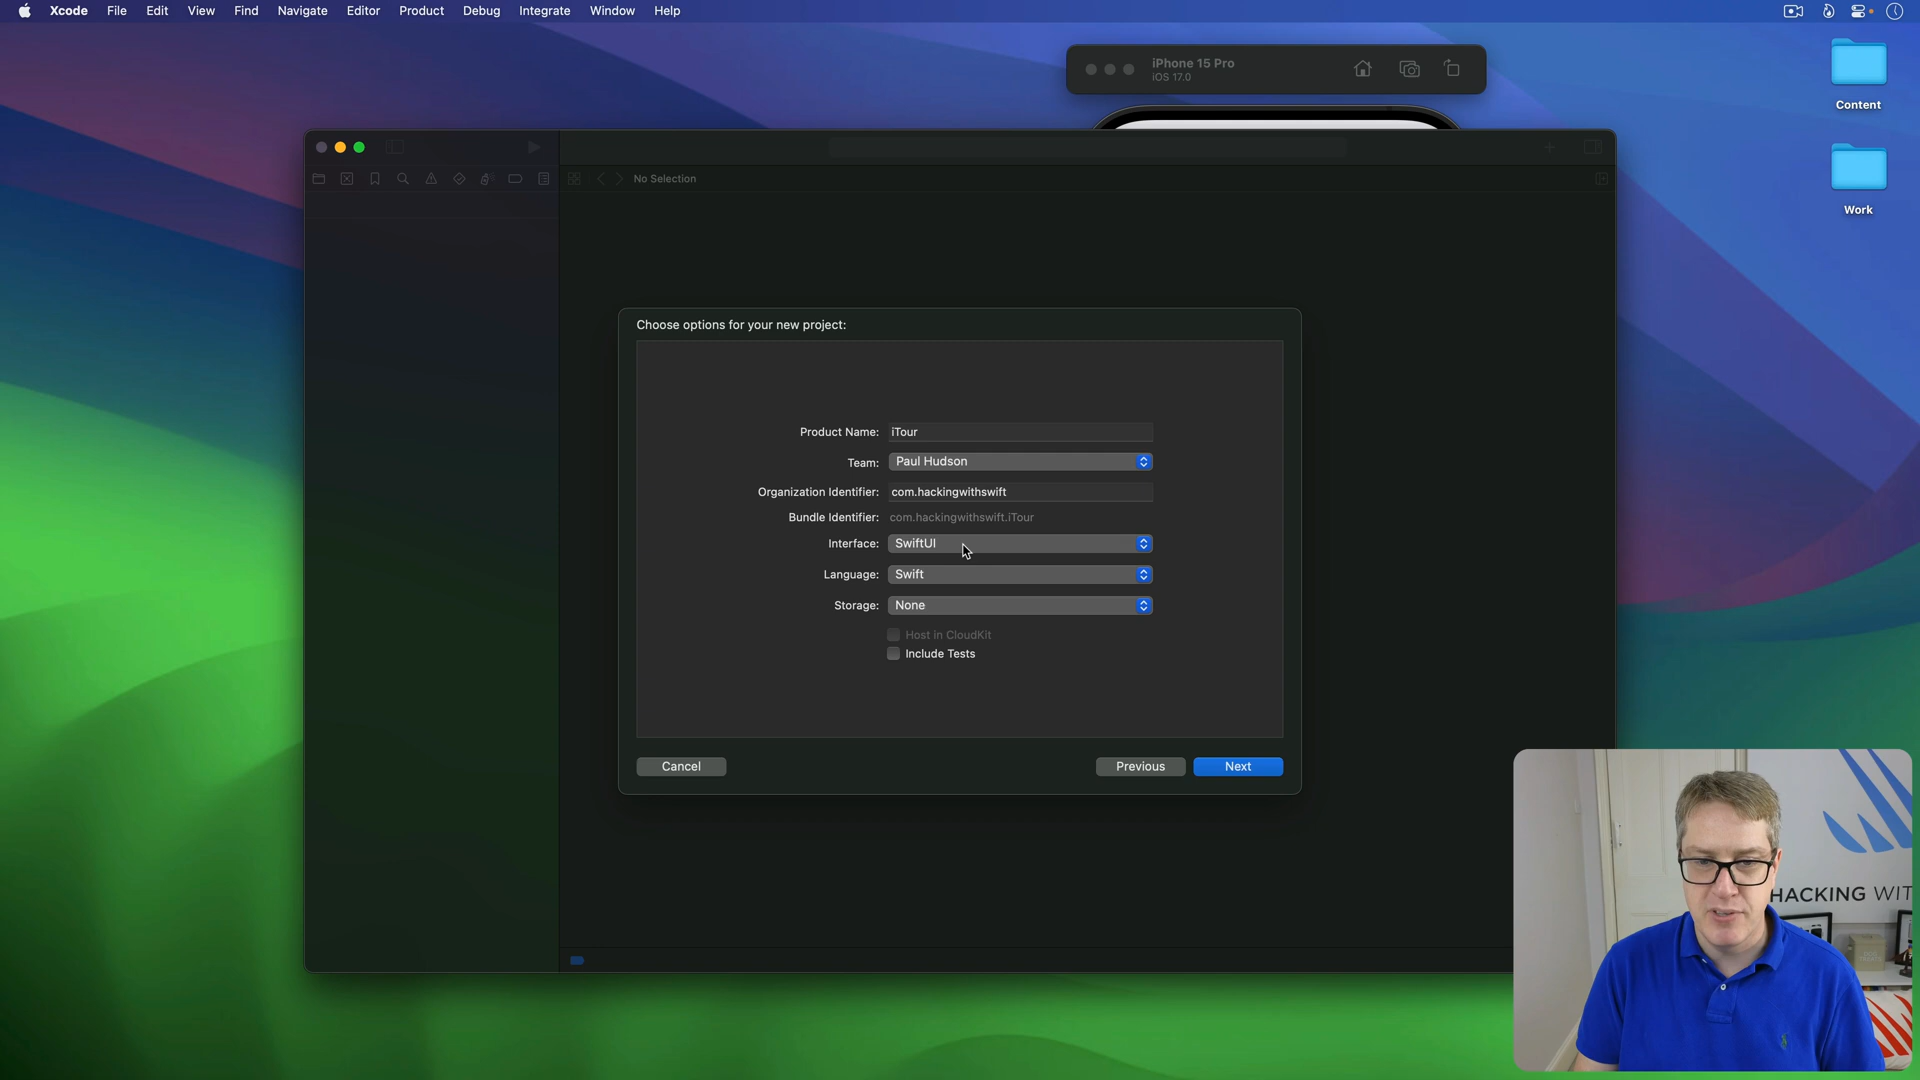 Xcode File Edit View Find Navigate Editor Product Debug Integrate Window Help
iPhone 15 Pro
iOS 17.0
Content
Work
No Selection
Choose options for your new project:
Product Name: iTour
Team: Paul Hudson
Organization Identifier: com.hackingwithswift
Bundle Identifier: com.hackingwithswift.iTour
Interface: SwiftUI
Language: Swift
Storage: None
Host in CloudKit
Include Tests
Cancel Previous Next
HACKING WIT